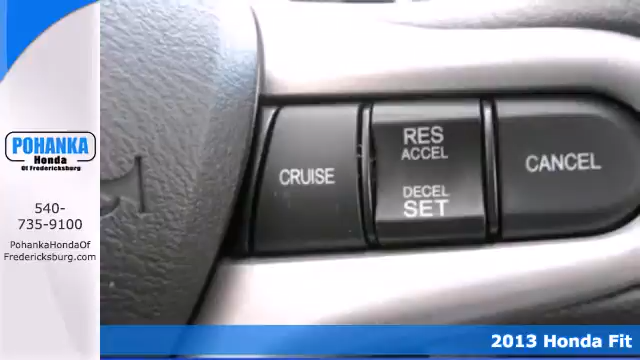 POHANKA
Honda
Of Fredericksburg
540-
735-9100
PohankaHondaOf
Fredericksburg.com
CRUISE
RES
ACCEL
DECEL
SET
CANCEL
2013 Honda Fit